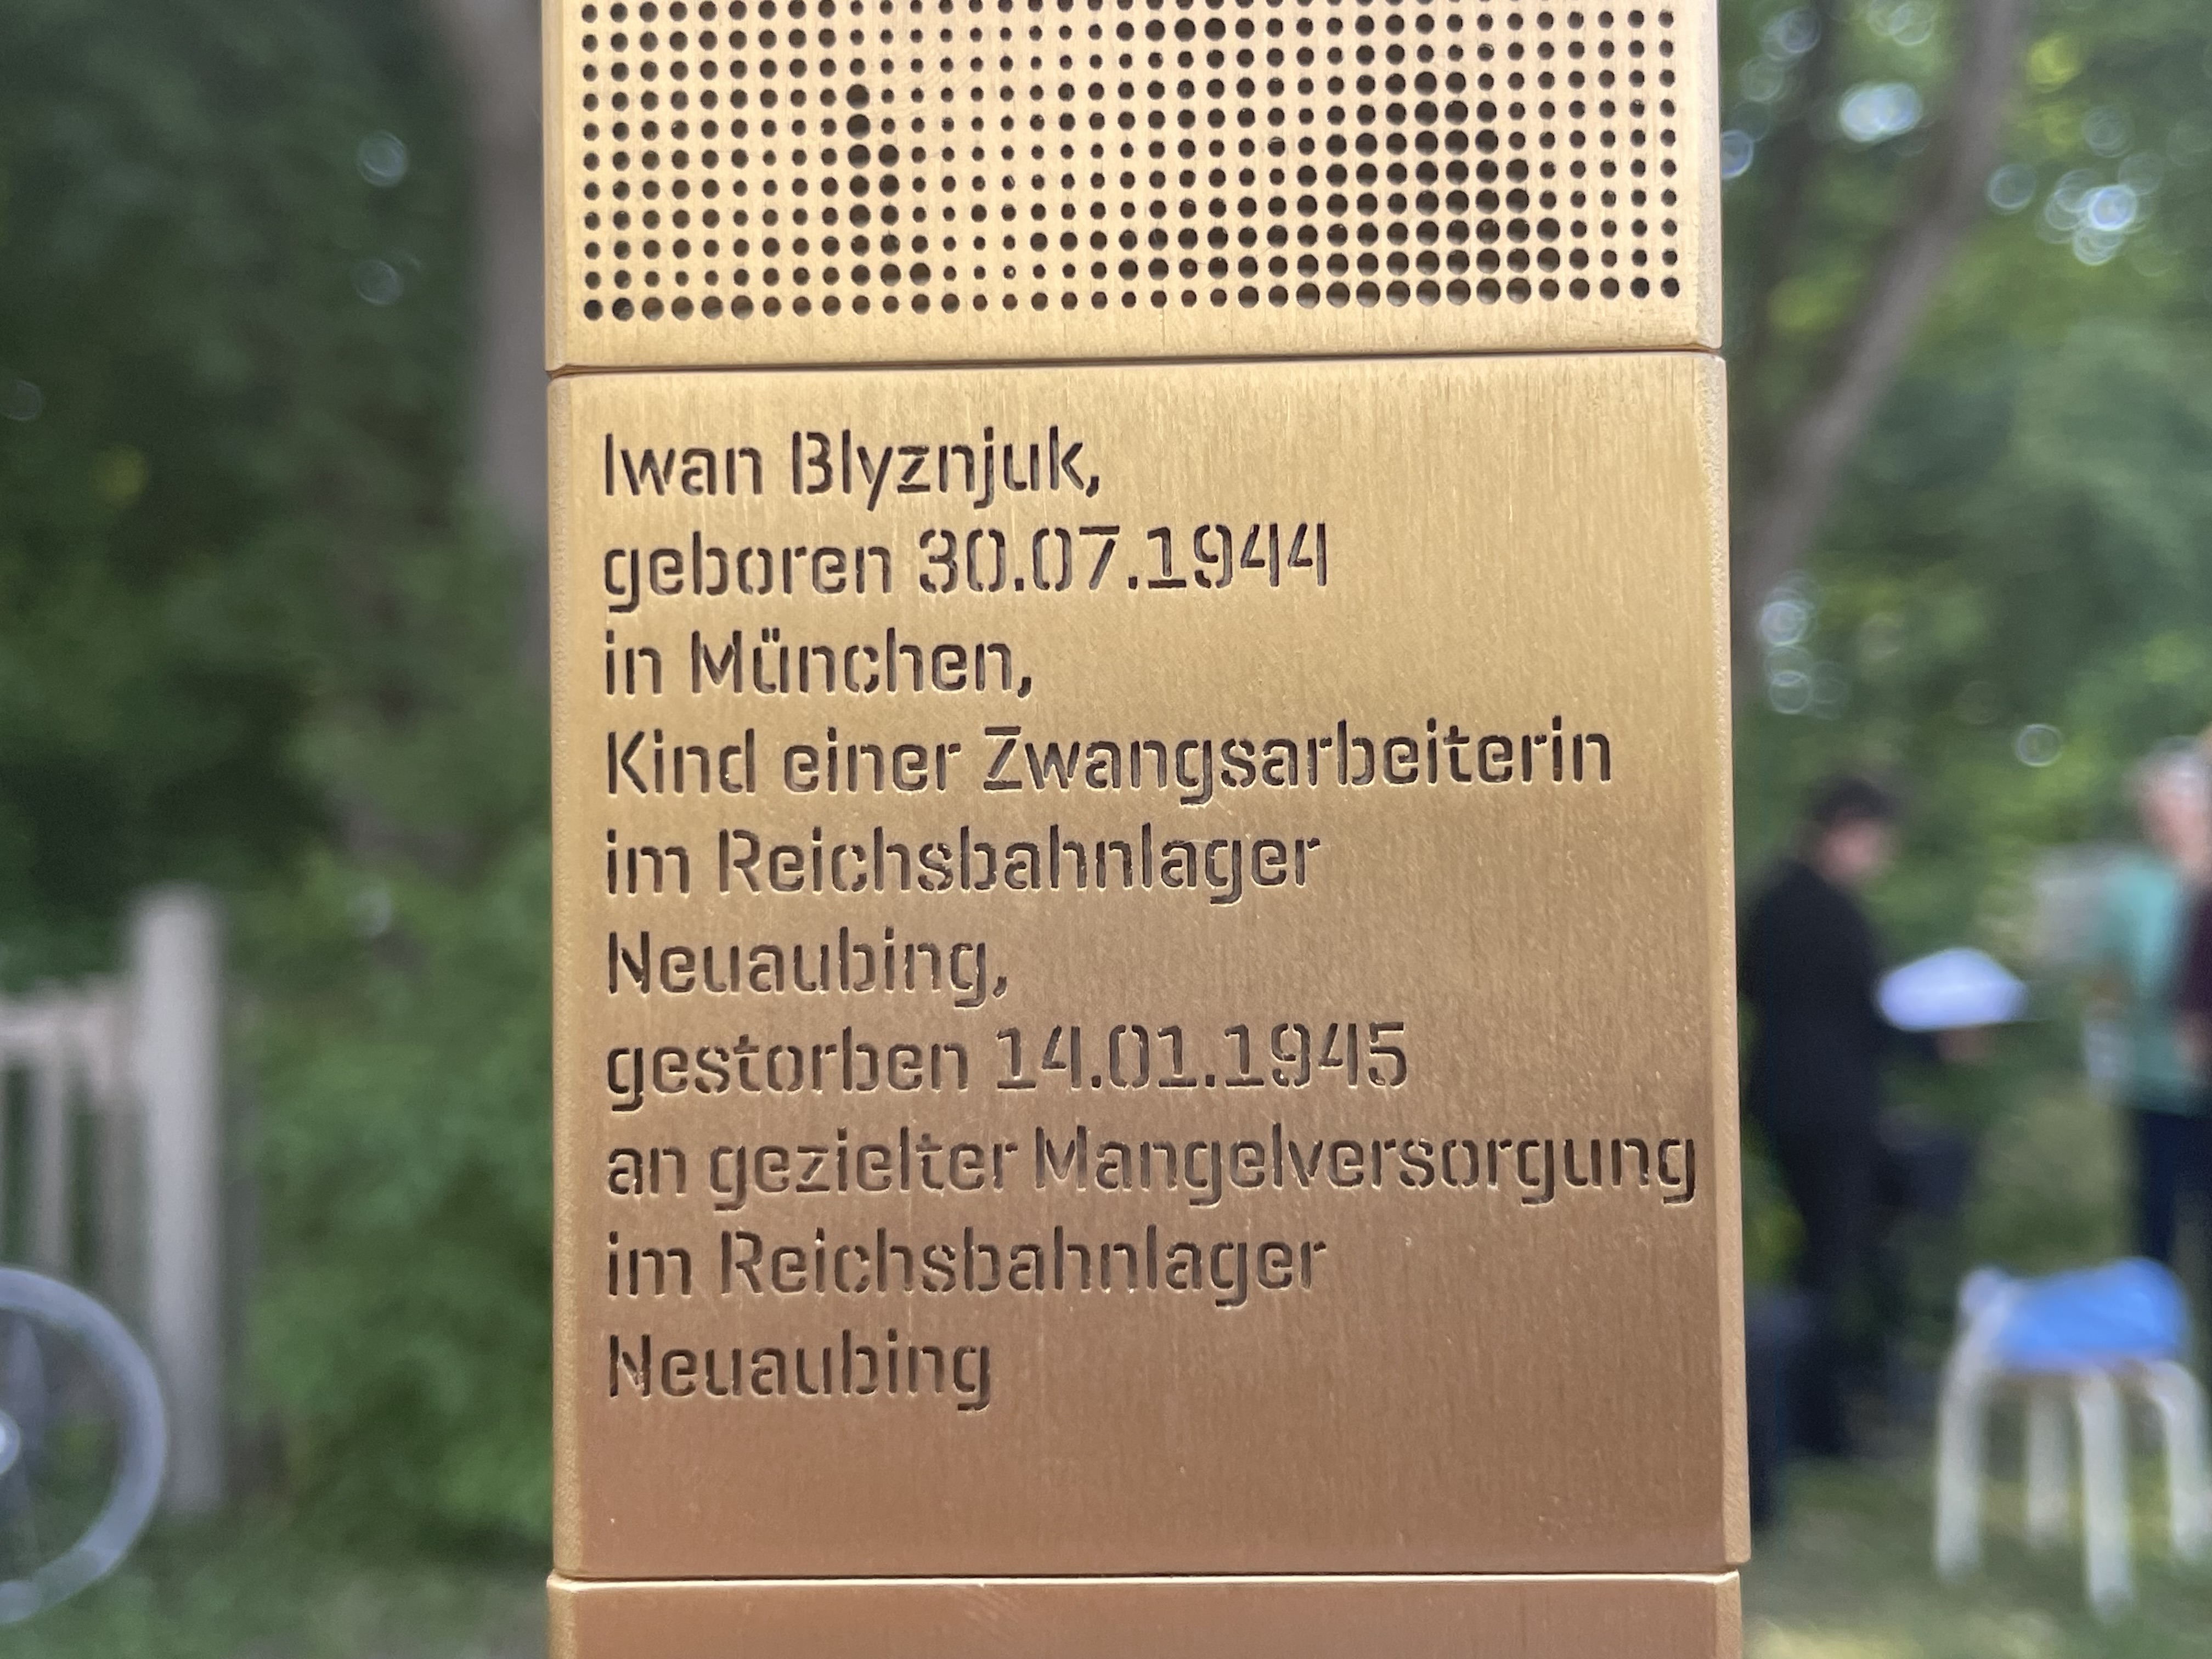 Iwan Blyznjuk,
geboren 30.07.1944
in München,
Kind einer Zwangsarbeiterin
im Reichsbahnlager
Neuaubing,
gestorben 14.01.1945
an gezielter Mangelversorgung
im Reichsbahnlager
Neuaubing